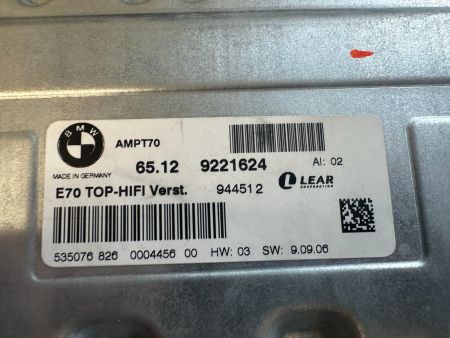 BMW
AMPT70
65.12 9221624
AI: 02
MADE IN GERMANY
E70 TOP-HIFI Verst. 944512
LEAR
CORPORATION
535076 826 0004456 00 HW: 03 SW: 9.09.06